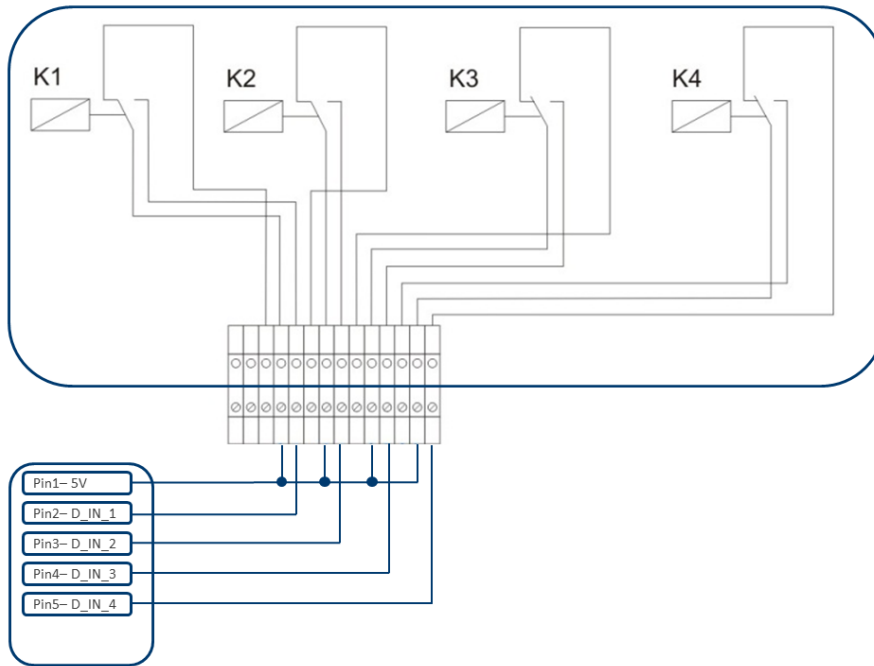 K1
K2
K3
K4
Pin1– 5V
Pin2– D_IN_1
Pin3– D_IN_2
Pin4– D_IN_3
Pin5– D_IN_4